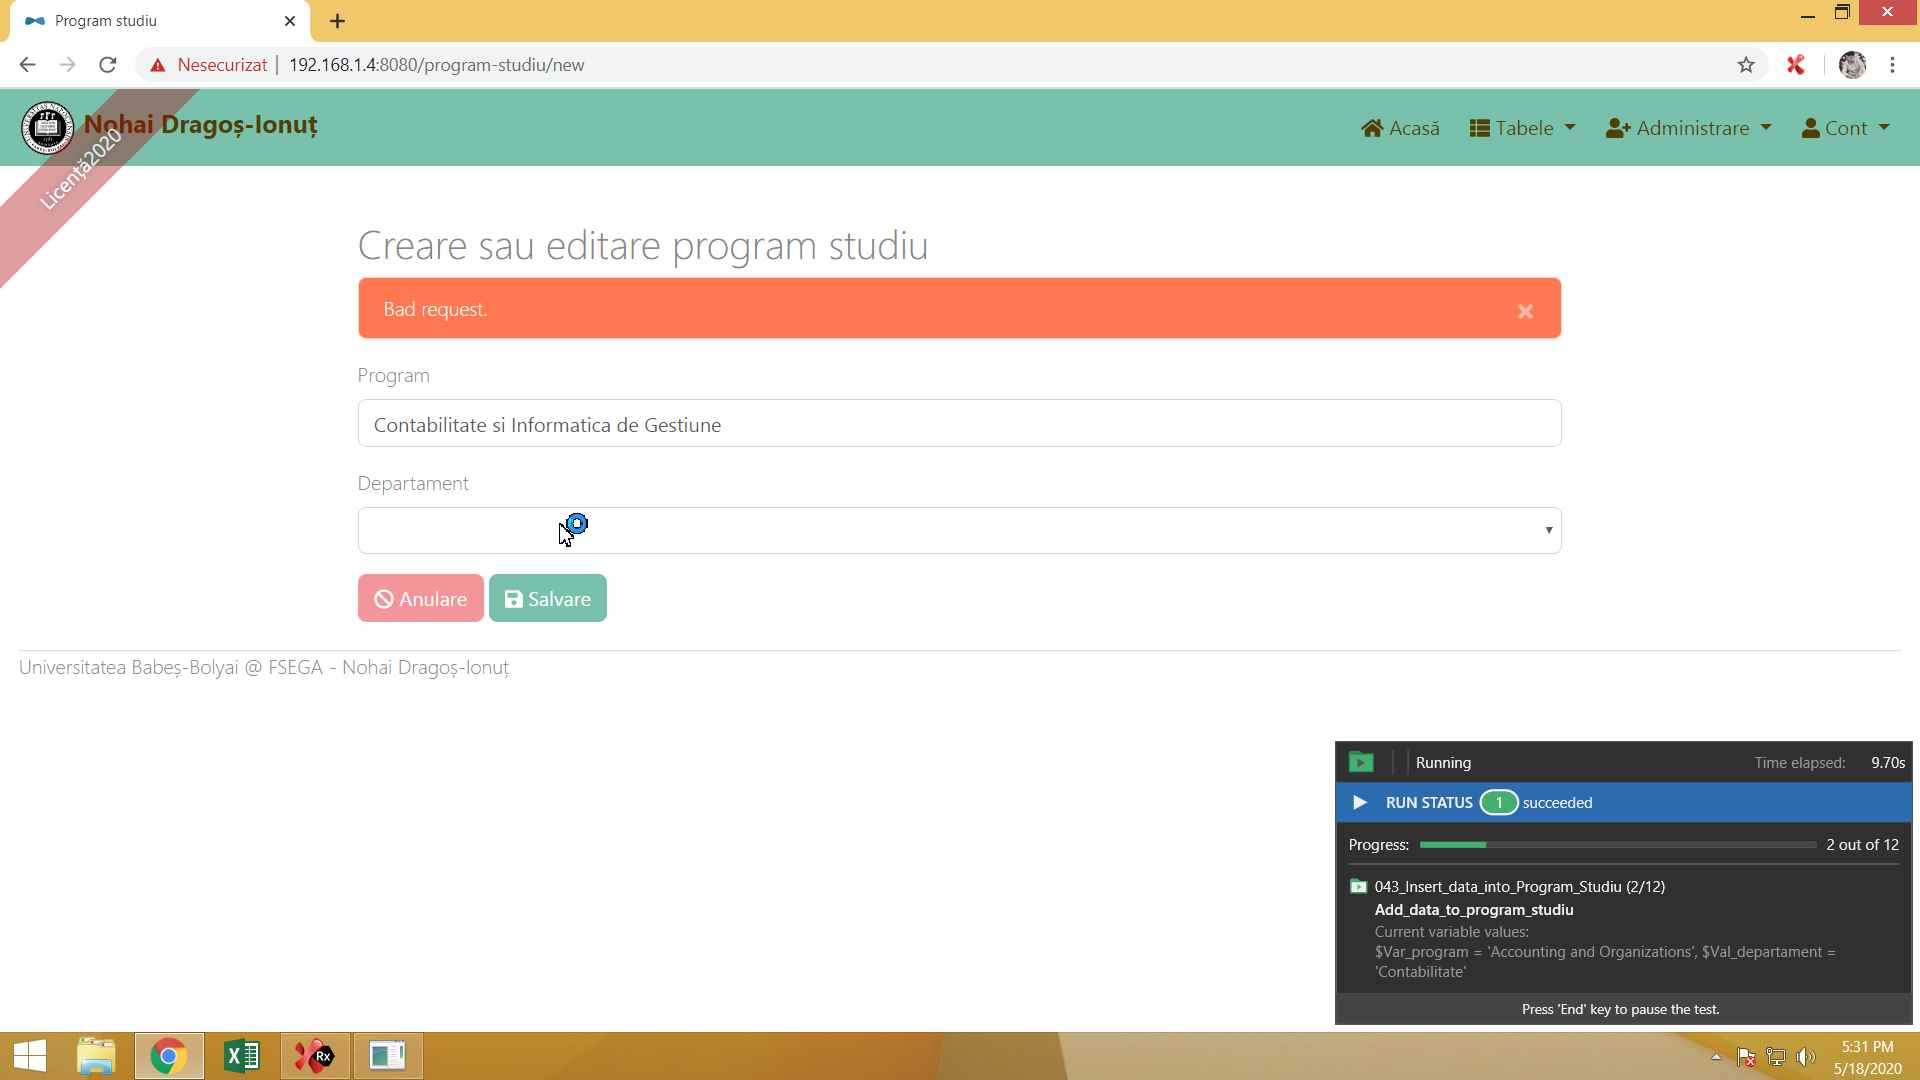 Program studiu
Nesecurizat
192.168.1.4:8080/program-studiu/new
Nohai Dragoș-Ionuț
Licență2020
Acasă
Tabele
Administrare
Cont
Creare sau editare program studiu
Bad request.
Program
Contabilitate si Informatica de Gestiune
Departament
Anulare
Salvare
Universitatea Babeș-Bolyai @ FSEGA - Nohai Dragoș-Ionuț
Running
Time elapsed: 9.70s
RUN STATUS 1 succeeded
Progress: 2 out of 12
043_Insert_data_into_Program_Studiu (2/12)
Add_data_to_program_studiu
Current variable values:
$Var_program = 'Accounting and Organizations', $Val_departament =
'Contabilitate'
Press 'End' key to pause the test.
Rx
5:31 PM
5/18/2020